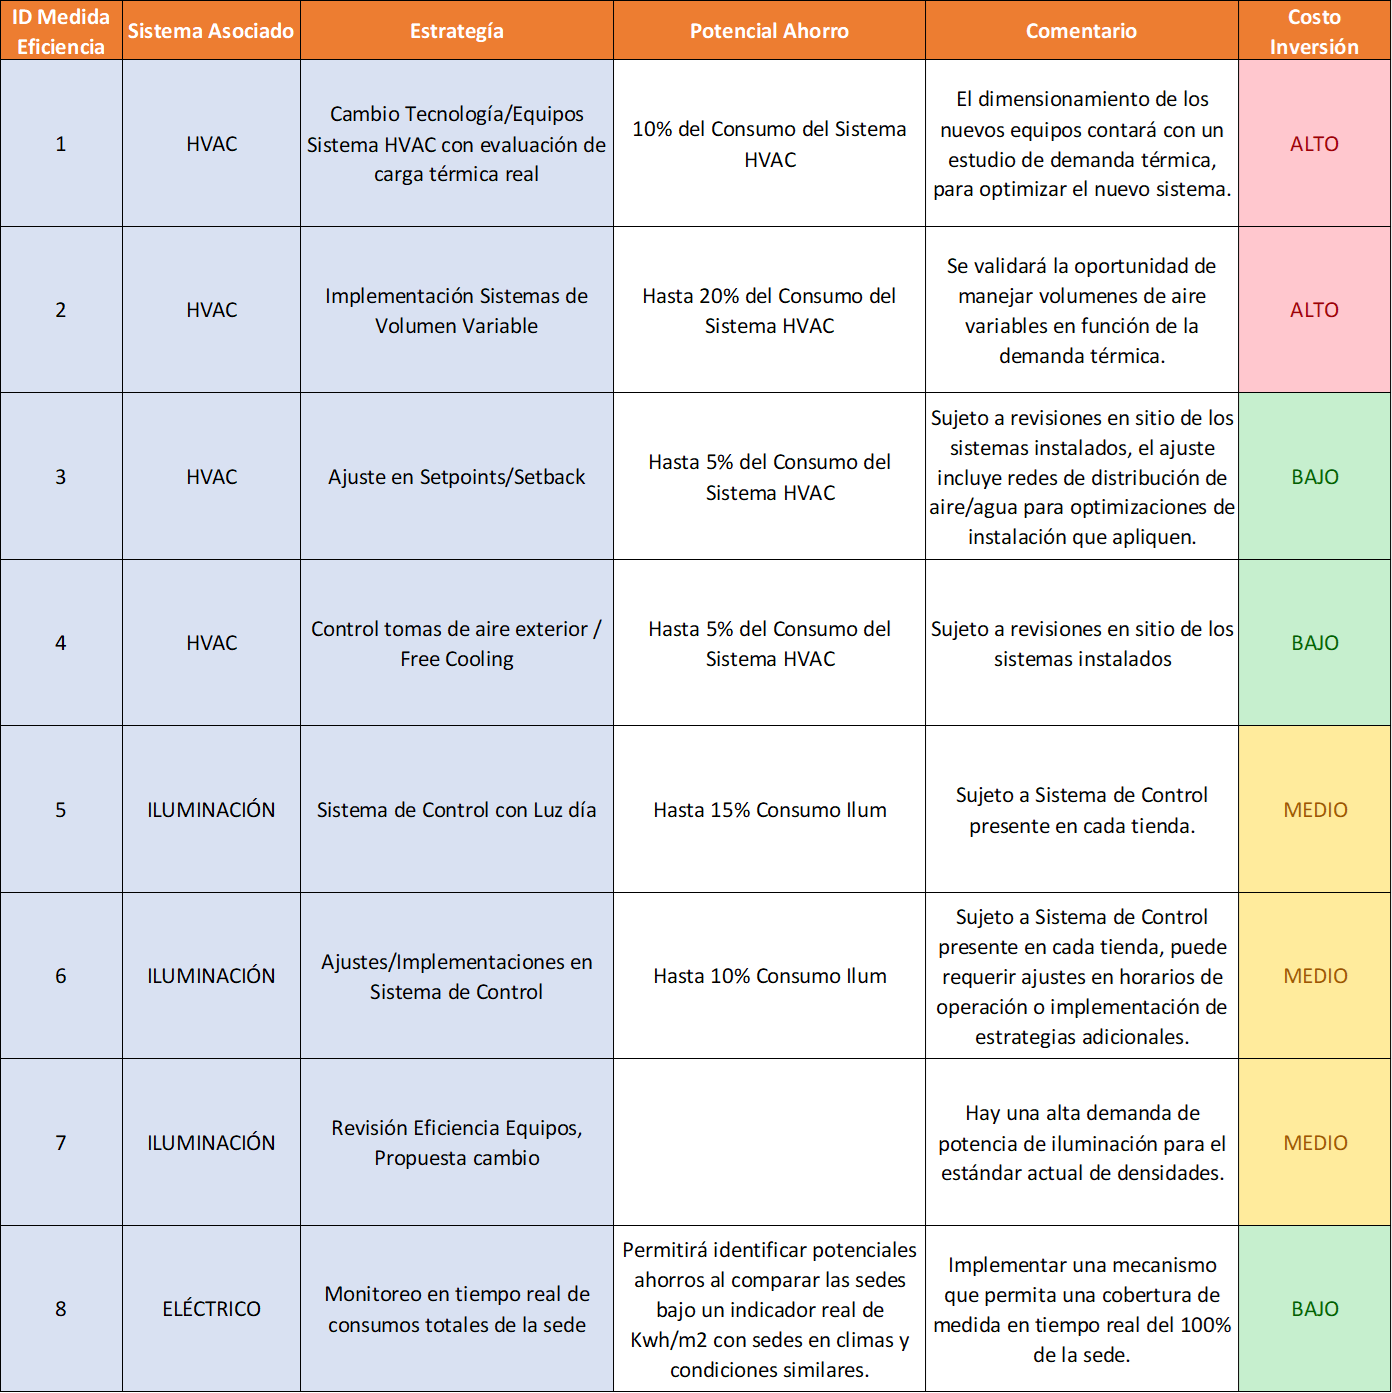 ID Medida
Eficiencia
Sistema Asociado
Estrategía
Potencial Ahorro
Comentario
Costo
Inversión
1
HVAC
Cambio Tecnología/Equipos
Sistema HVAC con evaluación de
carga térmica real
10% del Consumo del Sistema
HVAC
El dimensionamiento de los
nuevos equipos contará con un
estudio de demanda térmica,
para optimizar el nuevo sistema.
ALTO
2
HVAC
Implementación Sistemas de
Volumen Variable
Hasta 20% del Consumo del
Sistema HVAC
Se validará la oportunidad de
manejar volumenes de aire
variables en función de la
demanda térmica.
ALTO
3
HVAC
Ajuste en Setpoints/Setback
Hasta 5% del Consumo del
Sistema HVAC
Sujeto a revisiones en sitio de los
sistemas instalados, el ajuste
incluye redes de distribución de
aire/agua para optimizaciones de
instalación que apliquen.
BAJO
4
HVAC
Control tomas de aire exterior /
Free Cooling
Hasta 5% del Consumo del
Sistema HVAC
Sujeto a revisiones en sitio de los
sistemas instalados
BAJO
5
ILUMINACIÓN
Sistema de Control con Luz día
Hasta 15% Consumo Ilum
Sujeto a Sistema de Control
presente en cada tienda.
MEDIO
6
ILUMINACIÓN
Ajustes/Implementaciones en
Sistema de Control
Hasta 10% Consumo Ilum
Sujeto a Sistema de Control
presente en cada tienda, puede
requerir ajustes en horarios de
operación o implementación de
estrategias adicionales.
MEDIO
7
ILUMINACIÓN
Revisión Eficiencia Equipos,
Propuesta cambio
Hay una alta demanda de
potencia de iluminación para el
estándar actual de densidades.
MEDIO
8
ELÉCTRICO
Monitoreo en tiempo real de
consumos totales de la sede
Permitirá identificar potenciales
ahorros al comparar las sedes
bajo un indicador real de
Kwh/m2 con sedes en climas y
condiciones similares.
Implementar una mecanismo
que permita una cobertura de
medida en tiempo real del 100%
de la sede.
BAJO